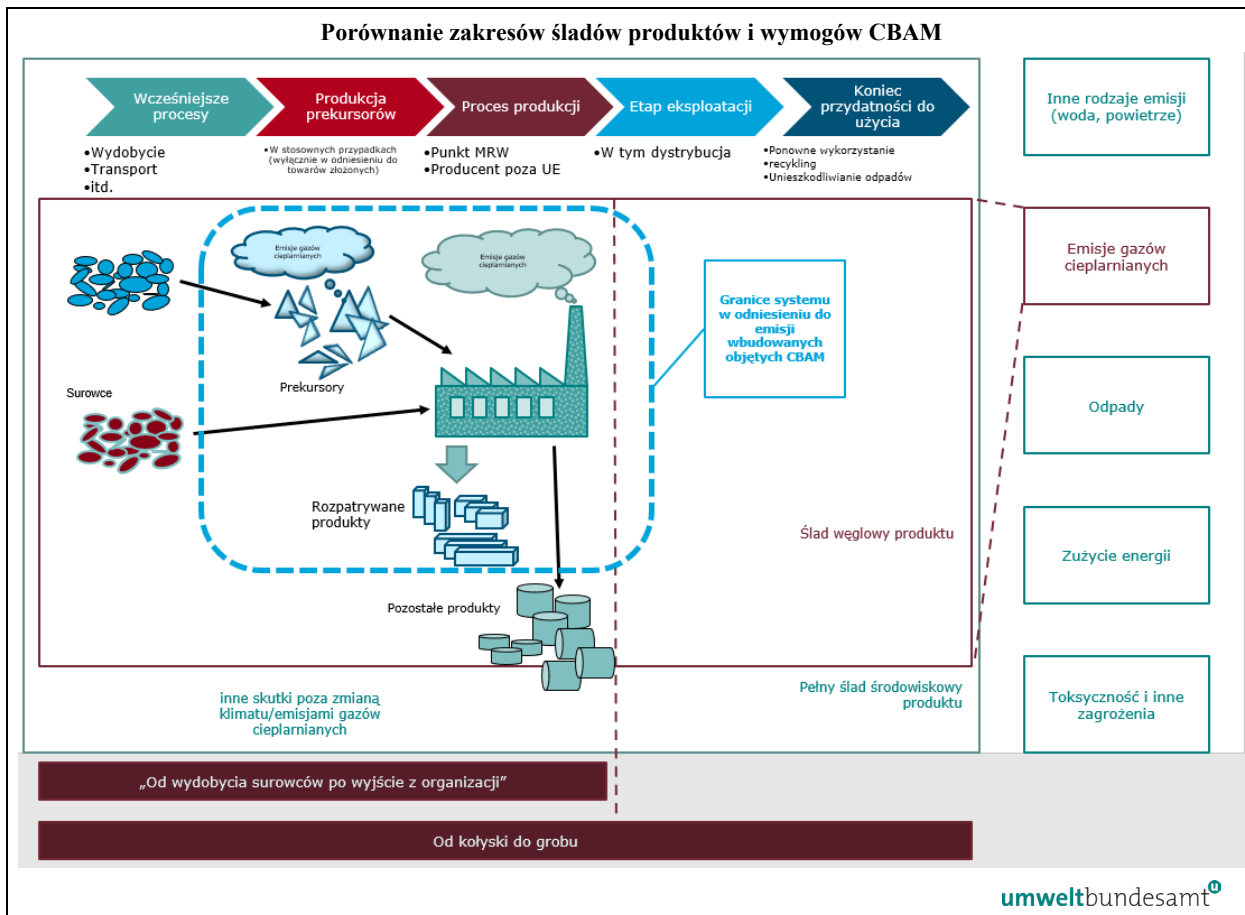 Porównanie zakresów śladów produktów i wymogów CBAM
Wcześniejsze
procesy
Produkcja
prekursorów
Proces produkcji
Etap eksploatacji
Koniec
przydatności do
użycia
•Wydobycie
•Transport
•itd.
•W stosownych przypadkach
(wyłącznie w odniesieniu do
towarów złożonych)
•Punkt MRW
•Producent poza UE
•W tym dystrybucja
•Ponowne wykorzystanie
•recykling
•Unieszkodliwianie odpadów
Inne rodzaje emisji
(woda, powietrze)
Emisje gazów
cieplarnianych
Odpady
Zużycie energii
Toksyczność i inne
zagrożenia
Emisje gazów
cieplarnianych
Emisje gazów
cieplarnianych
Granice systemu
w odniesieniu do
emisji
wbudowanych
objętych CBAM
Prekursory
Surowce
Rozpatrywane
produkty
Ślad węglowy produktu
Pozostałe produkty
inne skutki poza zmianą
klimatu/emisjami gazów
cieplarnianych
Pełny ślad środowiskowy
produktu
„Od wydobycia surowców po wyjście z organizacji”
Od kołyski do grobu
umweltbundesamt u